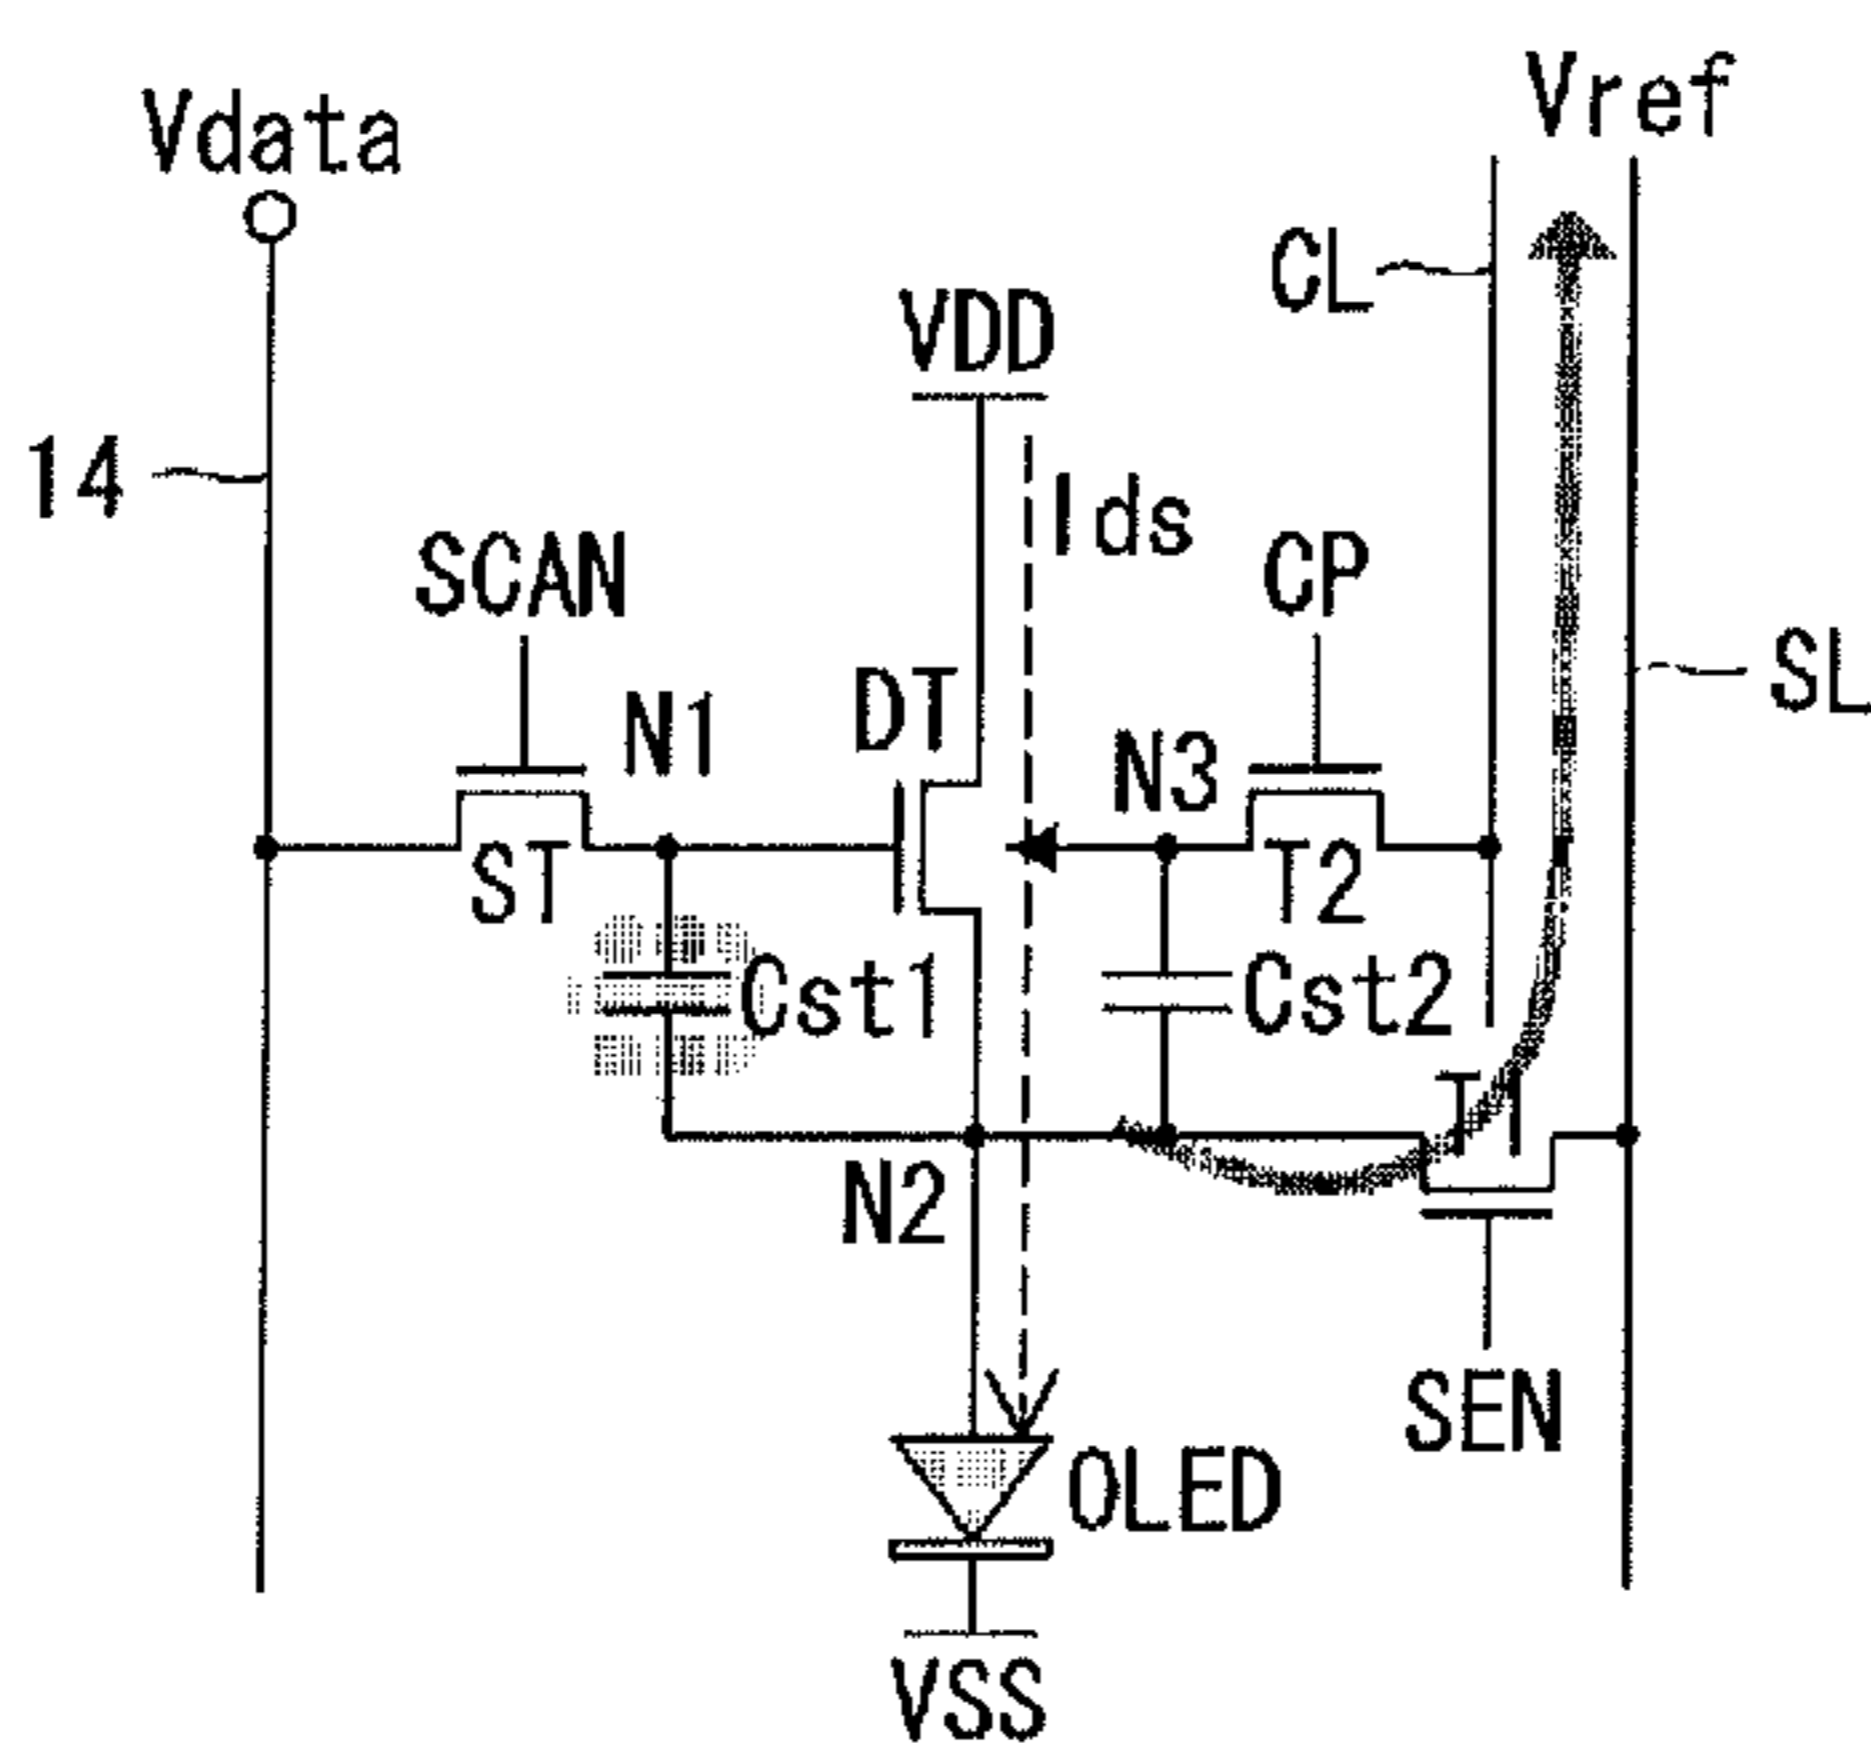 Vdata
Vref
CL
VDD
14
Ids
SCAN
CP
SL
N1
DT
N3
ST
T2
Cst1
Cst2
T1
N2
SEN
OLED
VSS